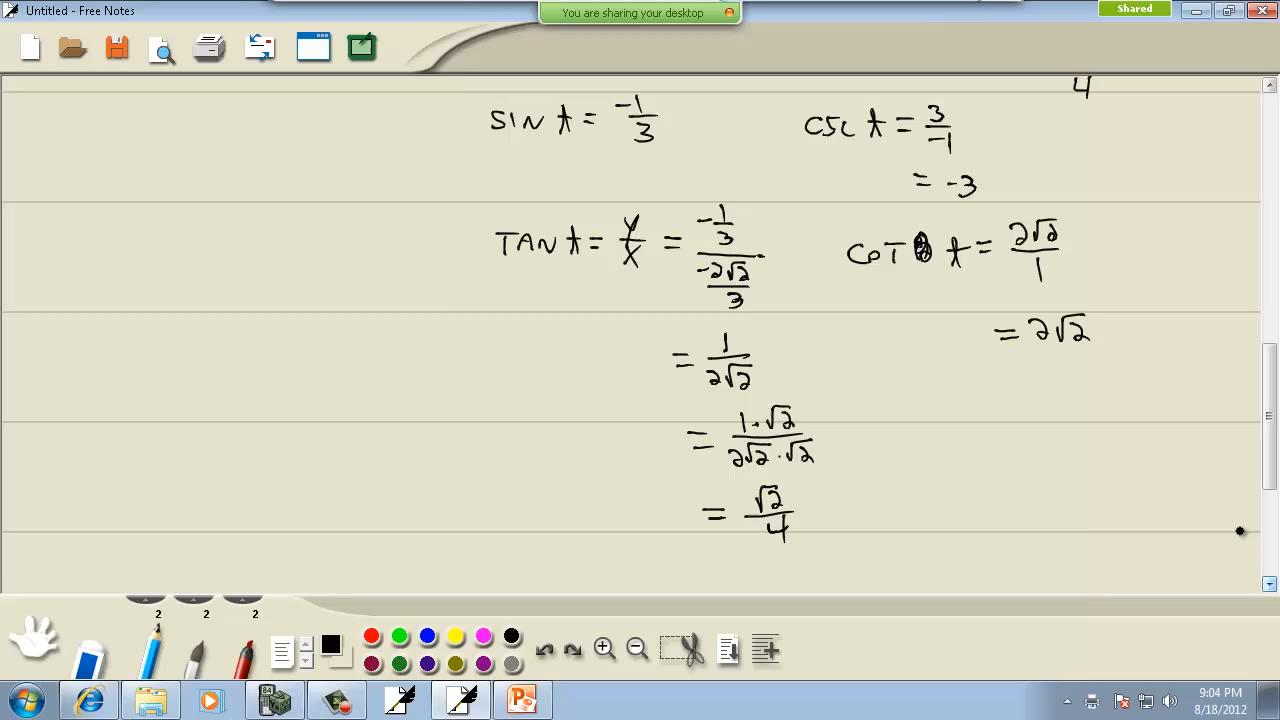 Untitled - Free Notes
You are sharing your desktop
Shared
4
SIN t = -1/3
CSC t = 3/-1
= -3
TAN t = y/x = (-1/3)/(-2√2/3)
COT t = 2√2/1
= 2√2
= 1/2√2
= 1·√2/2√2·√2
= √2/4
2 2 2
9:04 PM
8/18/2012